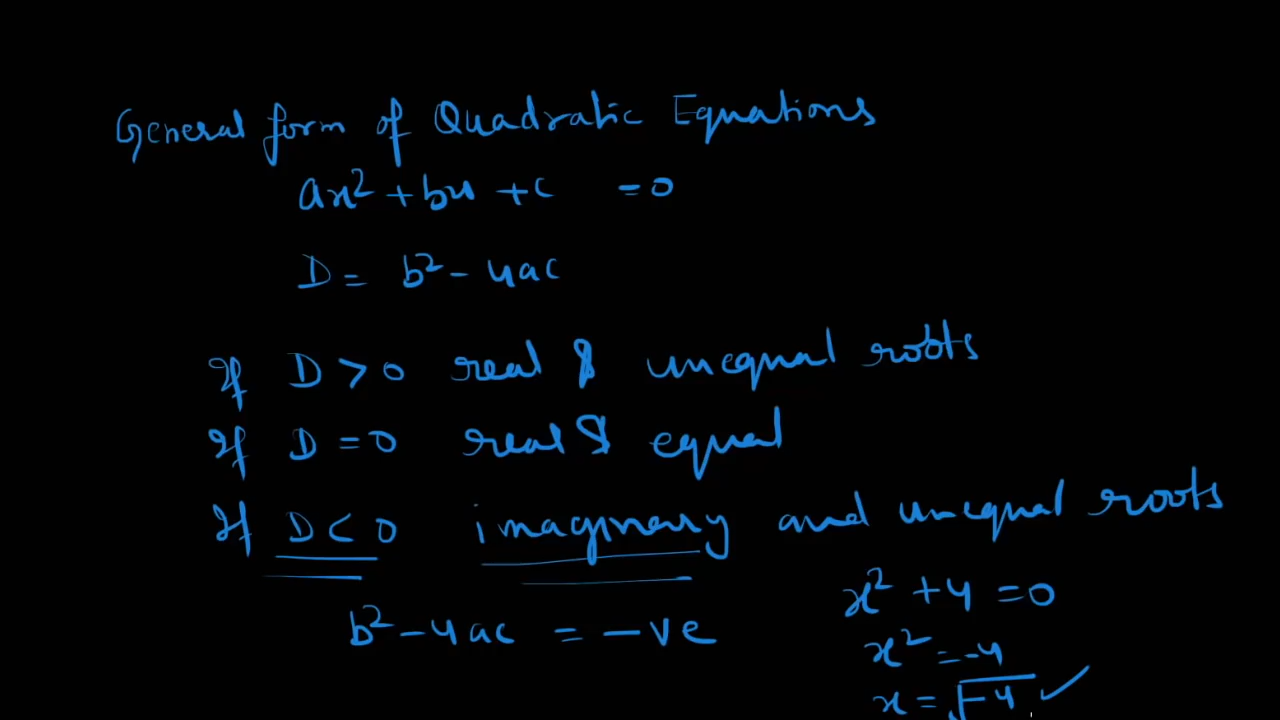 General form of Quadratic Equations
ax² + bx + c = 0
D = b² - 4ac
If D > 0 real & unequal roots
If D = 0 real & equal
If D < 0 imaginary and unequal roots
b² - 4ac = -ve
x² + 4 = 0
x² = -4
x = √-4 ✓